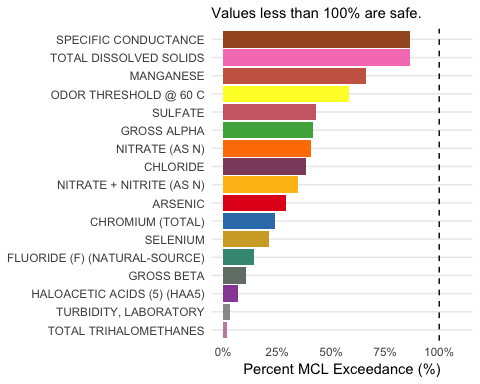 Values less than 100% are safe.
SPECIFIC CONDUCTANCE
TOTAL DISSOLVED SOLIDS
MANGANESE
ODOR THRESHOLD @ 60 C
SULFATE
GROSS ALPHA
NITRATE (AS N)
CHLORIDE
NITRATE + NITRITE (AS N)
ARSENIC
CHROMIUM (TOTAL)
SELENIUM
FLUORIDE (F) (NATURAL-SOURCE)
GROSS BETA
HALOACETIC ACIDS (5) (HAA5)
TURBIDITY, LABORATORY
TOTAL TRIHALOMETHANES
0% 25% 50% 75% 100%
Percent MCL Exceedance (%)